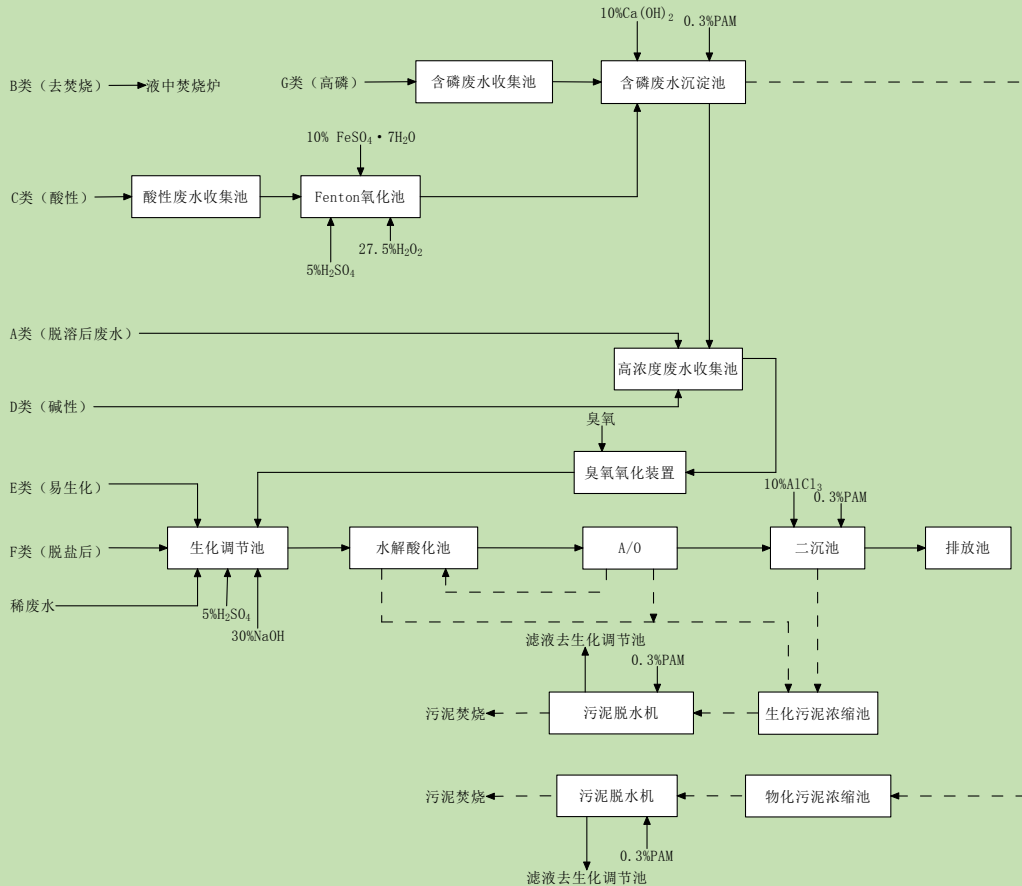 10%Ca(OH)₂
0.3%PAM
B类（去焚烧）
液中焚烧炉
G类（高磷）
含磷废水收集池
含磷废水沉淀池
10% FeSO₄•7H₂O
C类（酸性）
酸性废水收集池
Fenton氧化池
27.5%H₂O₂
5%H₂SO₄
A类（脱溶后废水）
高浓度废水收集池
D类（碱性）
臭氧
臭氧氧化装置
E类（易生化）
10%AlCl₃
0.3%PAM
F类（脱盐后）
生化调节池
水解酸化池
A/O
二沉池
排放池
稀废水
5%H₂SO₄
30%NaOH
滤液去生化调节池
0.3%PAM
污泥焚烧
污泥脱水机
生化污泥浓缩池
污泥焚烧
污泥脱水机
物化污泥浓缩池
0.3%PAM
滤液去生化调节池